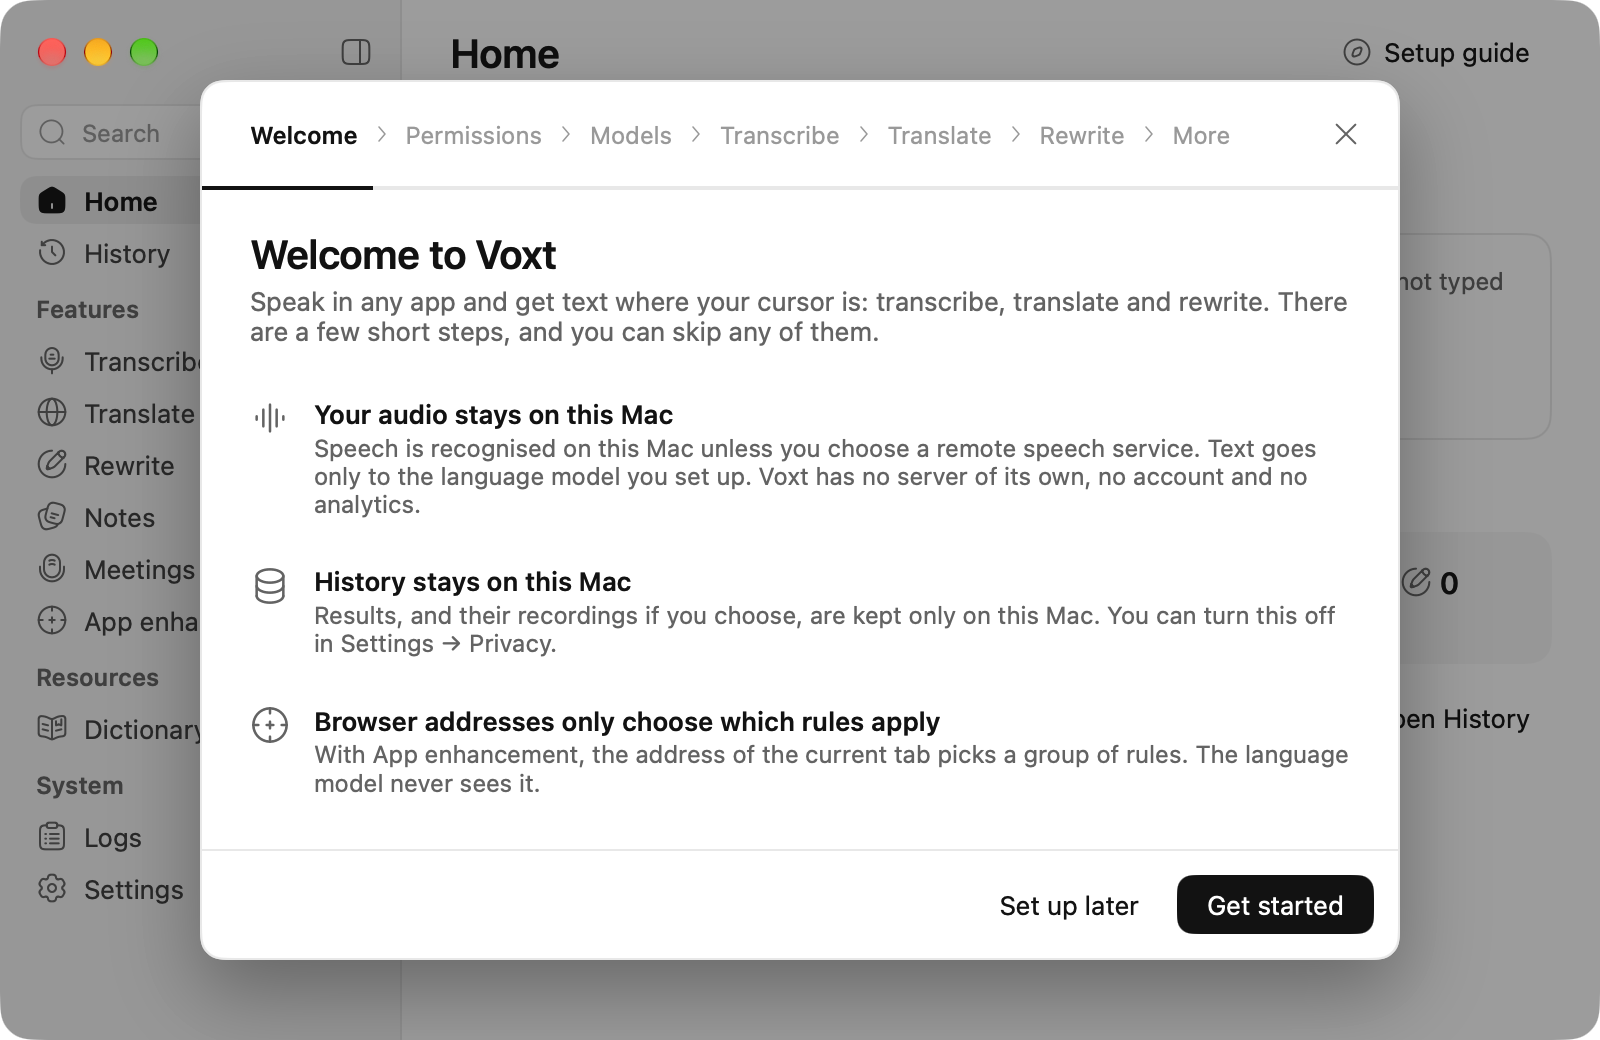 Home
Setup guide
Search
Welcome
Permissions
Models
Transcribe
Translate
Rewrite
More
Home
History
Features
Transcribe
Translate
Rewrite
Notes
Meetings
App enha
Resources
Dictionary
System
Logs
Settings
Welcome to Voxt
Speak in any app and get text where your cursor is: transcribe, translate and rewrite. There
are a few short steps, and you can skip any of them.
Your audio stays on this Mac
Speech is recognised on this Mac unless you choose a remote speech service. Text goes
only to the language model you set up. Voxt has no server of its own, no account and no
analytics.
History stays on this Mac
Results, and their recordings if you choose, are kept only on this Mac. You can turn this off
in Settings → Privacy.
Browser addresses only choose which rules apply
With App enhancement, the address of the current tab picks a group of rules. The language
model never sees it.
not typed
0
pen History
Set up later
Get started